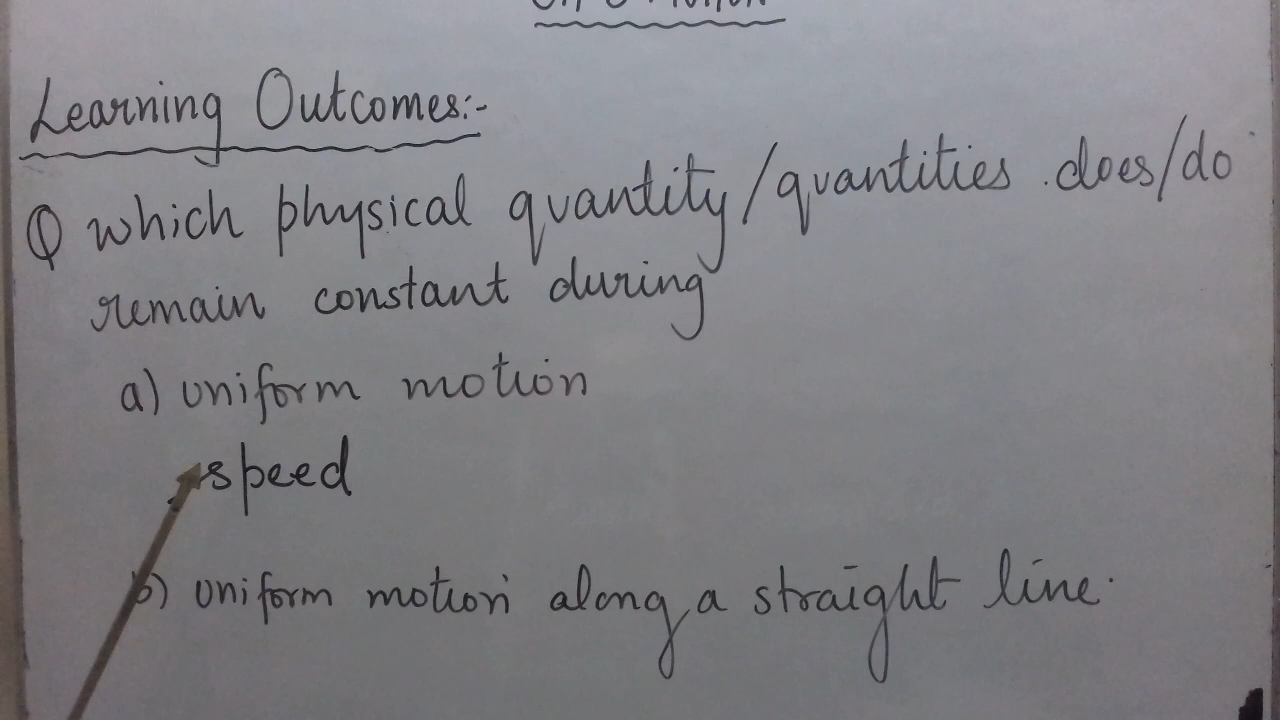 Learning Outcomes:-
Q which physical quantity/quantities does/do
remain constant during
a) uniform motion
speed
b) uniform motion along a straight line.